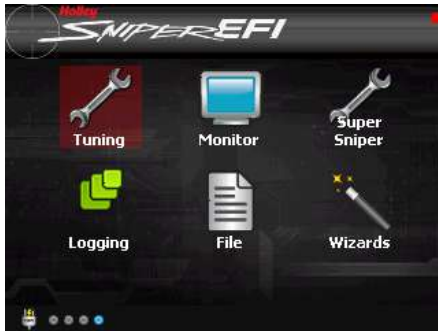 Holley
SNIPER EFI
Tuning
Monitor
Super
Sniper
Logging
File
Wizards